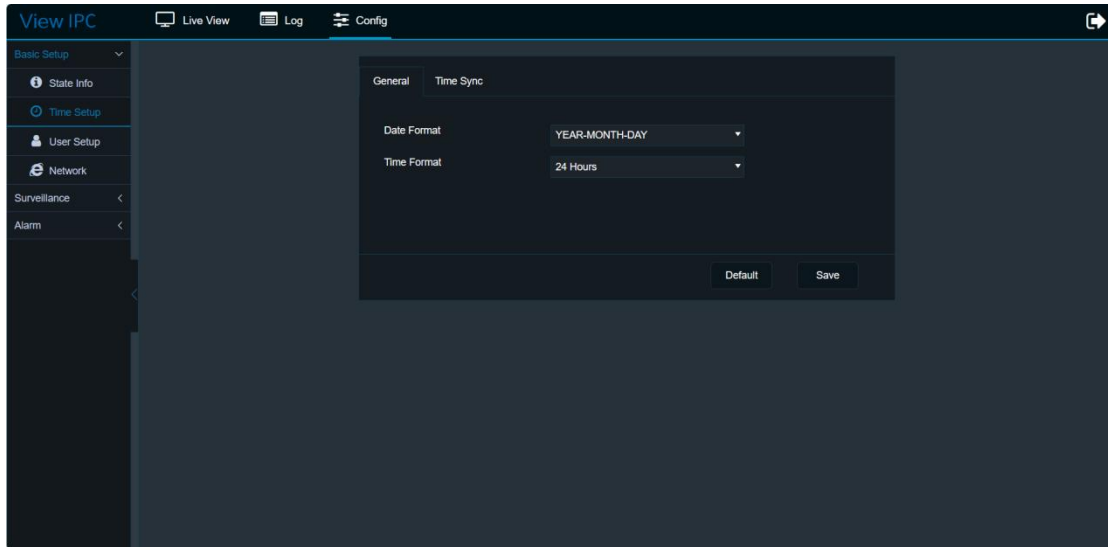 View IPC
Live View
Log
Config
Basic Setup
State Info
Time Setup
User Setup
Network
Surveillance
Alarm
General
Time Sync
Date Format
YEAR-MONTH-DAY
Time Format
24 Hours
Default
Save